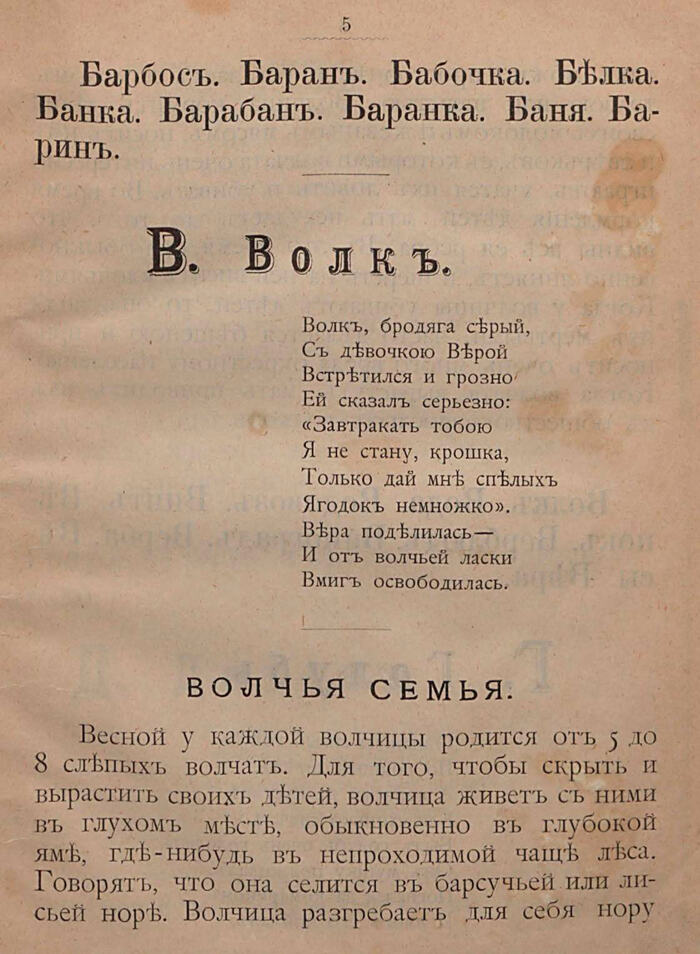 5
Барбосъ. Баранъ. Бабочка. Бѣлка.
Банка. Барабанъ. Баранка. Баня. Ба-
ринъ.
В. Волкъ.
Волкъ, бродяга сѣрый,
Съ дѣвочкою Вѣрой
Встрѣтился и грозно
Ей сказалъ серьезно:
«Завтракать тобою
Я не стану, крошка,
Только дай мнѣ спѣлыхъ
Ягодокъ немножко».
Вѣра подѣлилась—
И отъ волчьей ласки
Вмигъ освободилась.
ВОЛЧЬЯ СЕМЬЯ.
Весной у каждой волчицы родится отъ 5 до
8 слѣпыхъ волчатъ. Для того, чтобы скрыть и
вырастить своихъ дѣтей, волчица живетъ съ ними
въ глухомъ мѣстѣ, обыкновенно въ глубокой
ямѣ, гдѣ-нибудь въ непроходимой чащѣ лѣса.
Говорятъ, что она селится въ барсучьей или ли-
сьей норѣ. Волчица разгребаетъ для себя нору